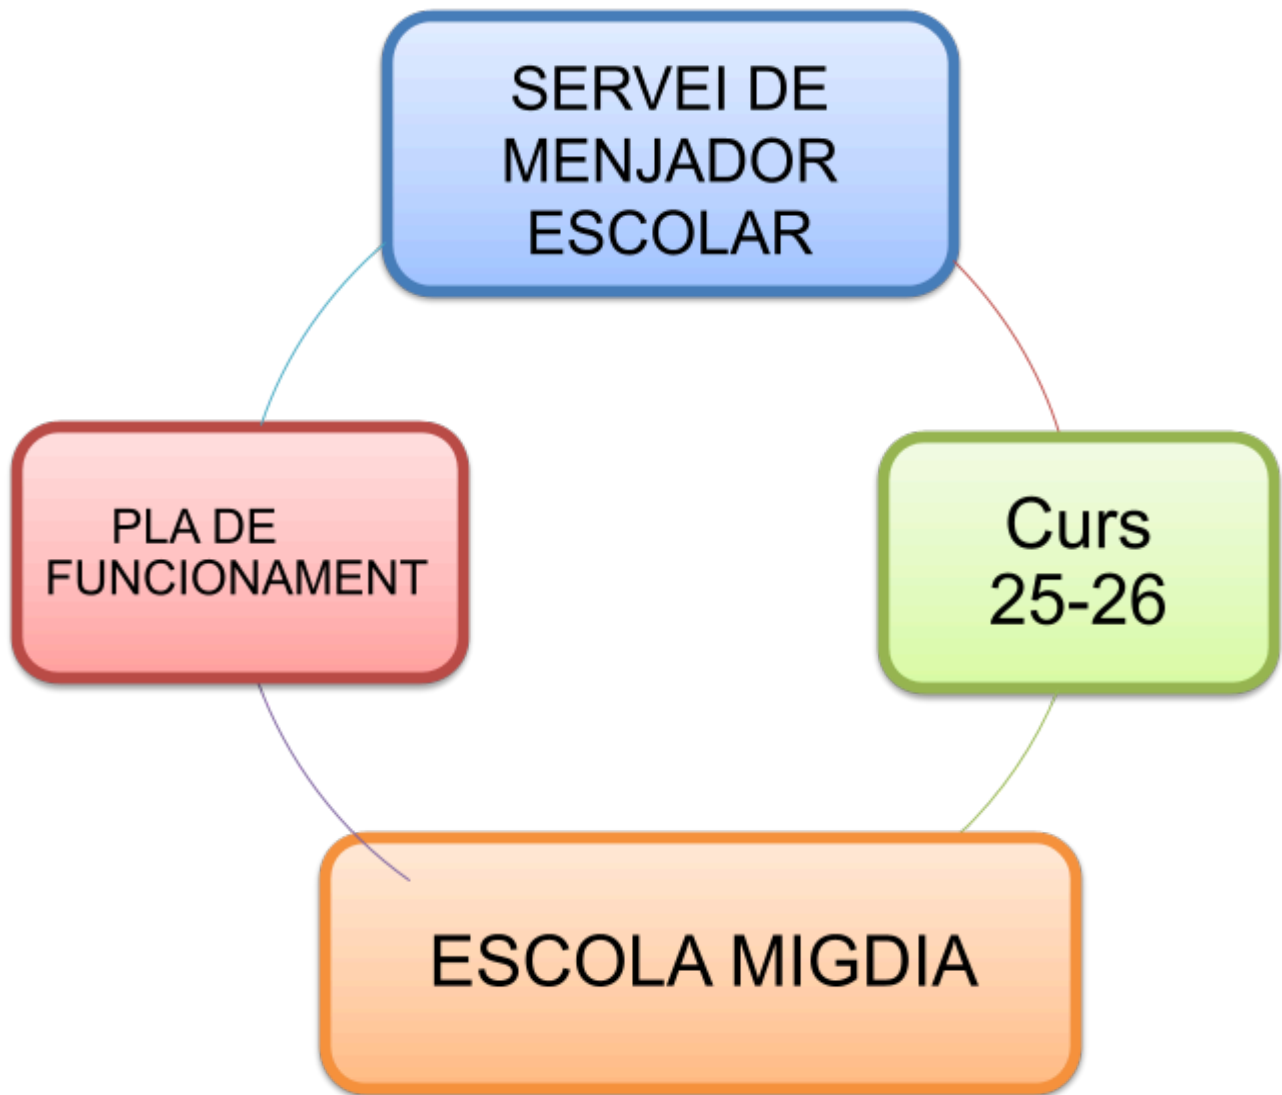 SERVEI DE
MENJADOR
ESCOLAR
PLA DE
FUNCIONAMENT
Curs
25-26
ESCOLA MIGDIA